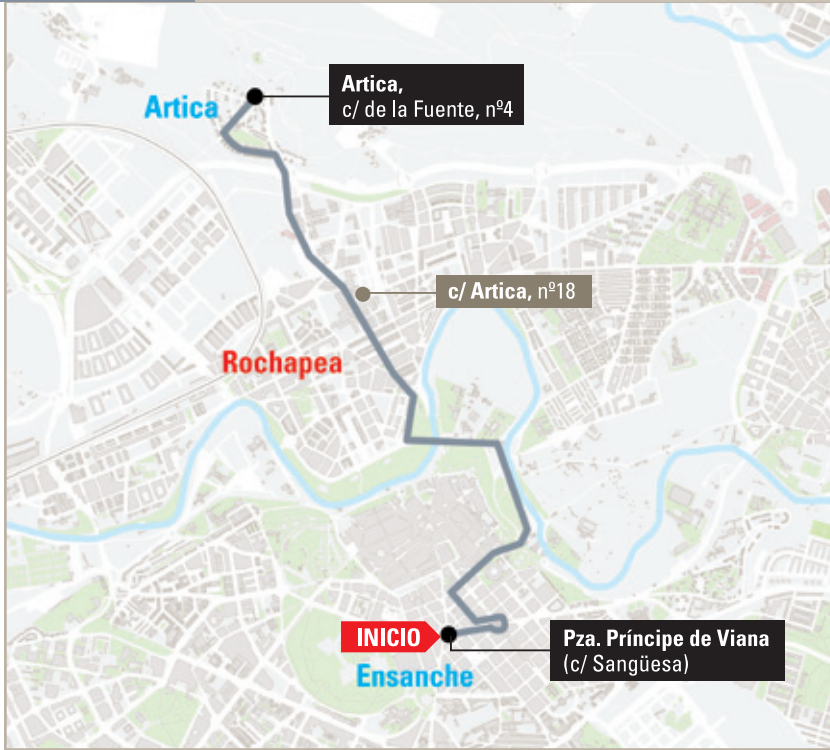 Artica,
c/ de la Fuente, nº4
Artica
c/ Artica, nº18
Rochapea
INICIO
Pza. Príncipe de Viana
(c/ Sangüesa)
Ensanche